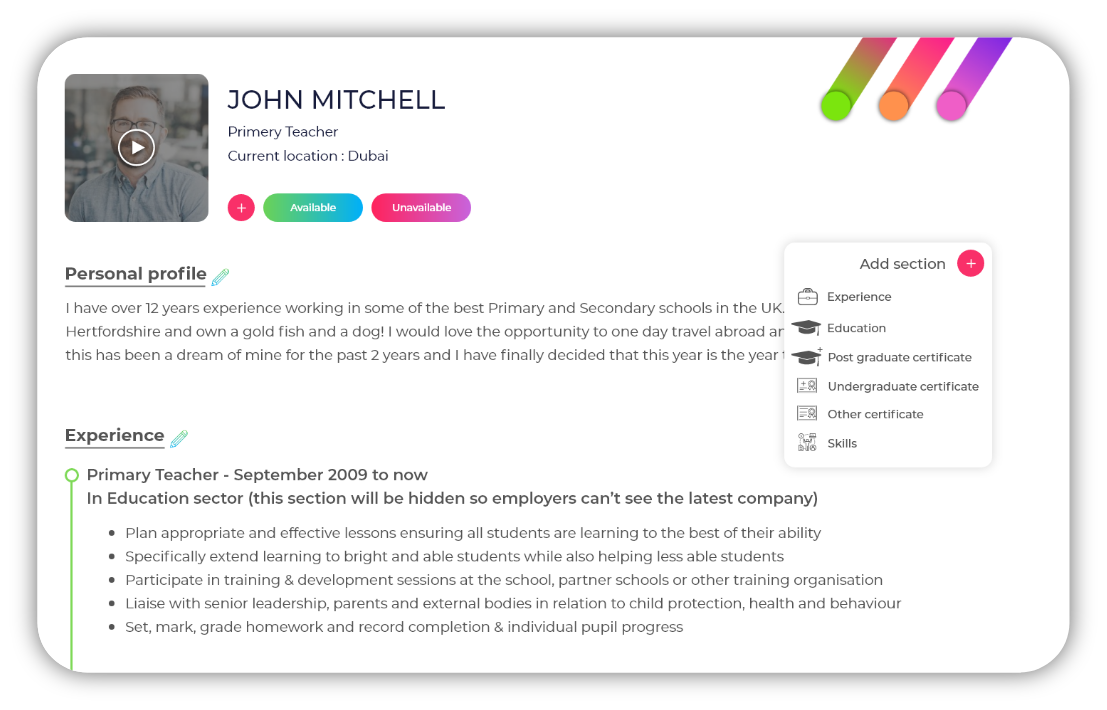 JOHN MITCHELL
Primery Teacher
Current location : Dubai
+
Available
Unavailable
Personal profile
I have over 12 years experience working in some of the best Primary and Secondary schools in the UK.
Hertfordshire and own a gold fish and a dog! I would love the opportunity to one day travel abroad
this has been a dream of mine for the past 2 years and I have finally decided that this year is the year
Add section
+
Experience
Education
Post graduate certificate
Undergraduate certificate
Other certificate
Skills
Experience
Primary Teacher - September 2009 to now
In Education sector (this section will be hidden so employers can’t see the latest company)
• Plan appropriate and effective lessons ensuring all students are learning to the best of their ability
• Specifically extend learning to bright and able students while also helping less able students
• Participate in training & development sessions at the school, partner schools or other training organisation
• Liaise with senior leadership, parents and external bodies in relation to child protection, health and behaviour
• Set, mark, grade homework and record completion & individual pupil progress